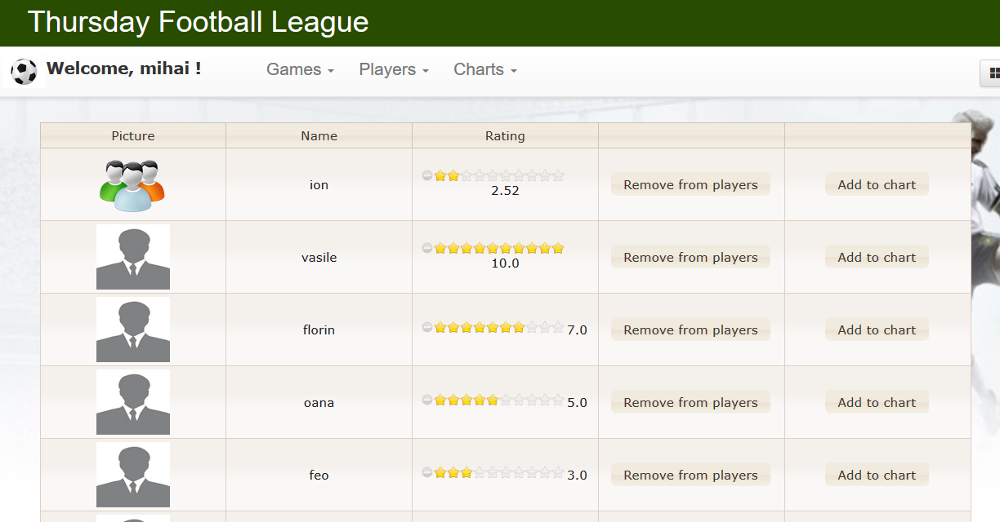 Thursday Football League
Welcome, mihai !
Games
Players
Charts
Picture Name Rating
ion 2.52 Remove from players Add to chart
vasile 10.0 Remove from players Add to chart
florin 7.0 Remove from players Add to chart
oana 5.0 Remove from players Add to chart
feo 3.0 Remove from players Add to chart